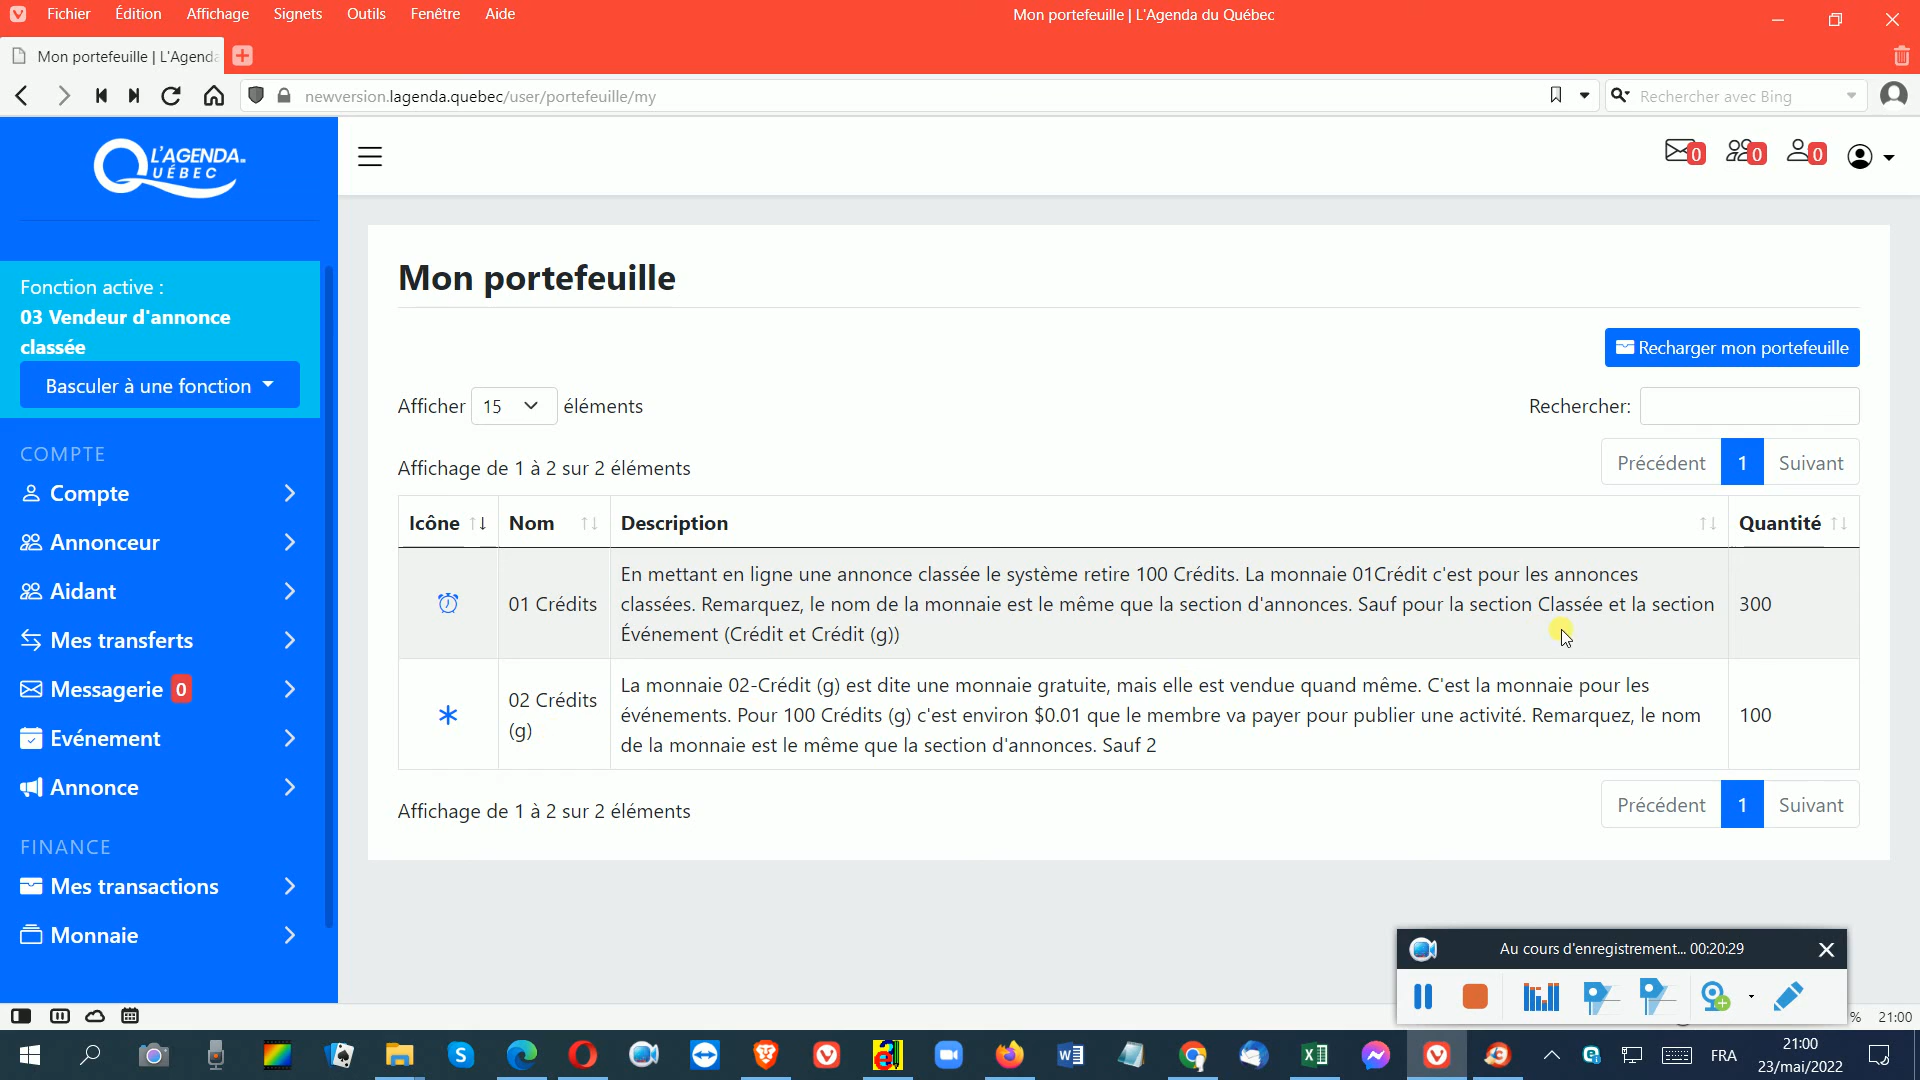 Fichier Édition Affichage Signets Outils Fenêtre Aide
Mon portefeuille | L'Agenda du Québec
Mon portefeuille | L'Agenda
newversion.lagenda.quebec/user/portefeuille/my
Rechercher avec Bing
L'AGENDA
QUÉBEC
0 0 0
Fonction active :
03 Vendeur d'annonce
classée
Basculer à une fonction
COMPTE
Compte
Annonceur
Aidant
Mes transferts
Messagerie 0
Evénement
Annonce
FINANCE
Mes transactions
Monnaie
Mon portefeuille
Recharger mon portefeuille
Afficher 15 éléments
Rechercher:
Affichage de 1 à 2 sur 2 éléments
Précédent 1 Suivant
Icône Nom Description Quantité
01 Crédits
En mettant en ligne une annonce classée le système retire 100 Crédits. La monnaie 01Crédit c'est pour les annonces
classées. Remarquez, le nom de la monnaie est le même que la section d'annonces. Sauf pour la section Classée et la section
Événement (Crédit et Crédit (g))
300
02 Crédits
(g)
La monnaie 02-Crédit (g) est dite une monnaie gratuite, mais elle est vendue quand même. C'est la monnaie pour les
événements. Pour 100 Crédits (g) c'est environ $0.01 que le membre va payer pour publier une activité. Remarquez, le nom
de la monnaie est le même que la section d'annonces. Sauf 2
100
Affichage de 1 à 2 sur 2 éléments
Précédent 1 Suivant
Au cours d'enregistrement... 00:20:29
% 21:00
FRA
21:00
23/mai/2022